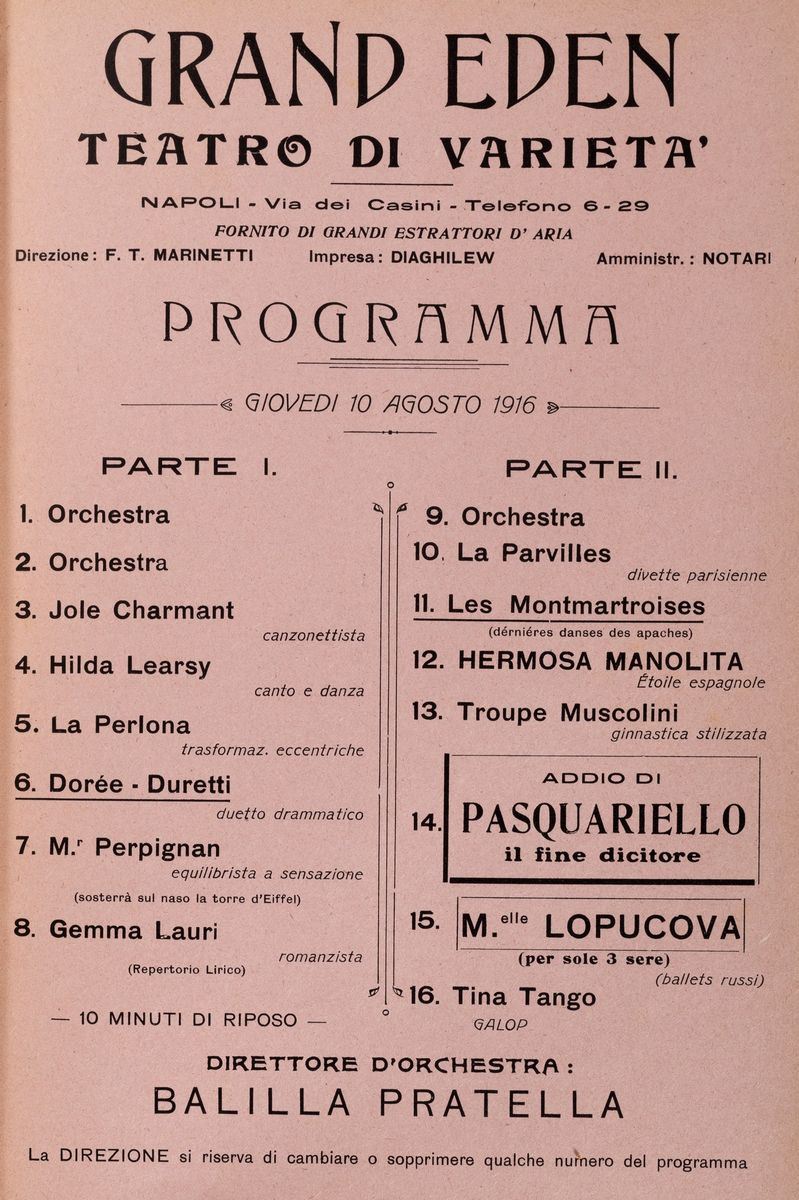 GRAND EDEN
TEATRO DI VARIETA'
NAPOLI - Via dei Casini - Telefono 6 - 29
FORNITO DI GRANDI ESTRATTORI D' ARIA
Direzione: F. T. MARINETTI Impresa: DIAGHILEW Amministr.: NOTARI
PROGRAMMA
GIOVEDI 10 AGOSTO 1916
PARTE I.
1. Orchestra
2. Orchestra
3. Jole Charmant
canzonettista
4. Hilda Learsy
canto e danza
5. La Perlona
trasformaz. eccentriche
6. Dorée - Duretti
duetto drammatico
7. M.r Perpignan
equilibrista a sensazione
(sosterrà sul naso la torre d'Eiffel)
8. Gemma Lauri
romanzista
(Repertorio Lirico)
— 10 MINUTI DI RIPOSO —
PARTE II.
9. Orchestra
10. La Parvilles
divette parisienne
11. Les Montmartroises
(dérniéres danses des apaches)
12. HERMOSA MANOLITA
Étoile espagnole
13. Troupe Muscolini
ginnastica stilizzata
ADDIO DI
14. PASQUARIELLO
il fine dicitore
15. M.elle LOPUCOVA
(per sole 3 sere)
(ballets russi)
16. Tina Tango
GALOP
DIRETTORE D'ORCHESTRA:
BALILLA PRATELLA
La DIREZIONE si riserva di cambiare o sopprimere qualche numero del programma